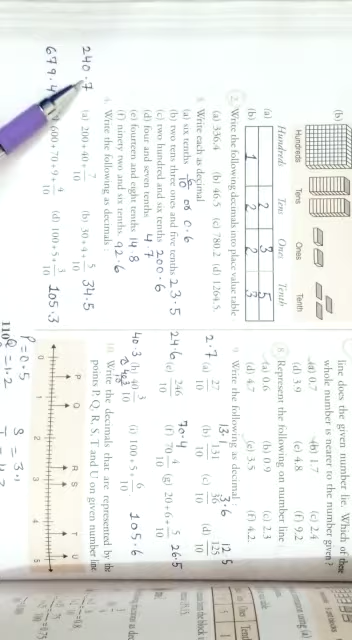 (b)
Hundreds Tens Ones Tenth
Hundreds Tens Ones Tenth
(a) 2 3 5
(b) 1 2 2 3
2. Write the following decimals into place value table
(a) 336.4 (b) 46.5 (c) 780.2 (d) 1264.5
3. Write each as decimal
(a) six tenths 6/10 or 0.6
(b) two tens three ones and five tenths 23.5
(c) two hundred and six tenths 200.6
(d) four and seven tenths 4.7
(e) fourteen and eight tenths 14.8
(f) ninety two and six tenths. 92.6
4. Write the following as decimals :
240.7 (a) 200+40+7/10 (b) 30+4+5/10 34.5
679.4 600+70+9+4/10 (d) 100+5+3/10 105.3
line does the given number lie. Which of these
whole number is nearer to the number given?
(a) 0.7 (b) 1.7 (c) 2.4
(d) 3.9 (e) 4.8 (f) 9.2
8. Represent the following on number line :
(a) 0.6 (b) 0.9 (c) 2.3
(d) 4.7 (e) 3.5 (f) 4.2.
9. Write the following as decimal :
2.7 13.1 3.6 12.5
(a) 27/10 (b) 131/10 (c) 36/10 (d) 125/10
24.6 (e) 246/10 70.4 (f) 70+4/10 (g) 20+6+5/10 26.5
40.3 (h) 40 3/10 (i) 100+5+6/10 105.6
10. Write the decimals that are represented by the
points P, Q, R, S, T and U on given number line
P Q R S T U
0 1 2 3 4 5
P=0.5
Q=1.2
110